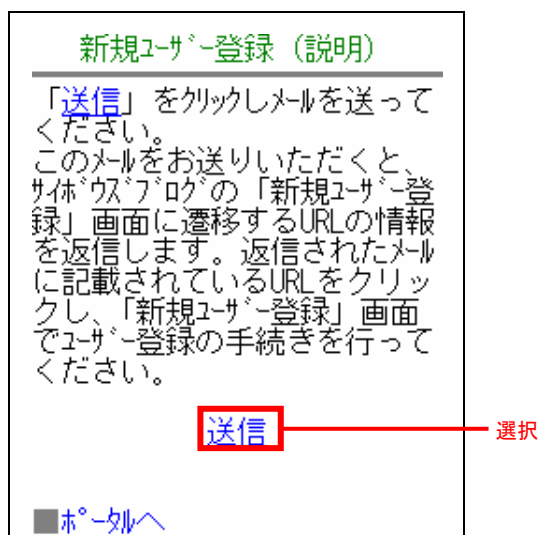 新規ﾕｰｻﾞｰ登録（説明）
「送信」をｸﾘｯｸしﾒｰﾙを送って
ください。
このﾒｰﾙをお送りいただくと、
ｻｲﾎﾞｳｽﾞﾌﾞﾛｸﾞの「新規ﾕｰｻﾞｰ登
録」画面に遷移するURLの情報
を返信します。返信されたﾒｰﾙ
に記載されているURLをクリッ
クし、「新規ﾕｰｻﾞｰ登録」画面
でﾕｰｻﾞｰ登録の手続きを行って
ください。
送信
選択
■ﾎﾟｰﾀﾙへ